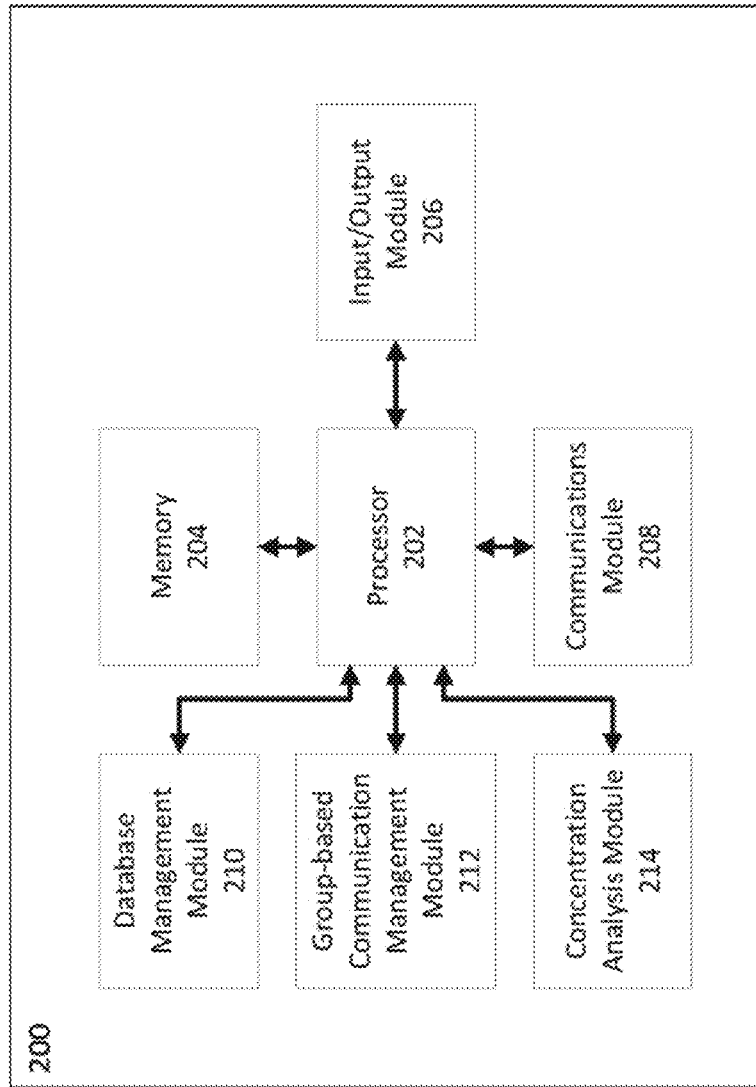 200
Database
Management
Module
210
Group-based
Communication
Management
Module
212
Concentration
Analysis Module
214
Memory
204
Processor
202
Communications
Module
208
Input/Output
Module
206